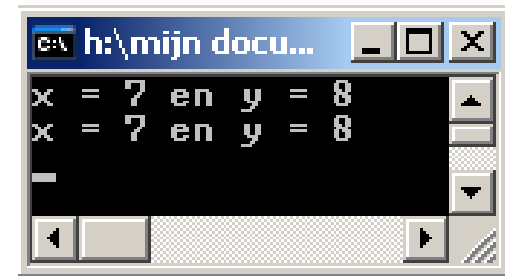 C:\ h:\mijn docu...
x = 7 en y = 8
x = 7 en y = 8